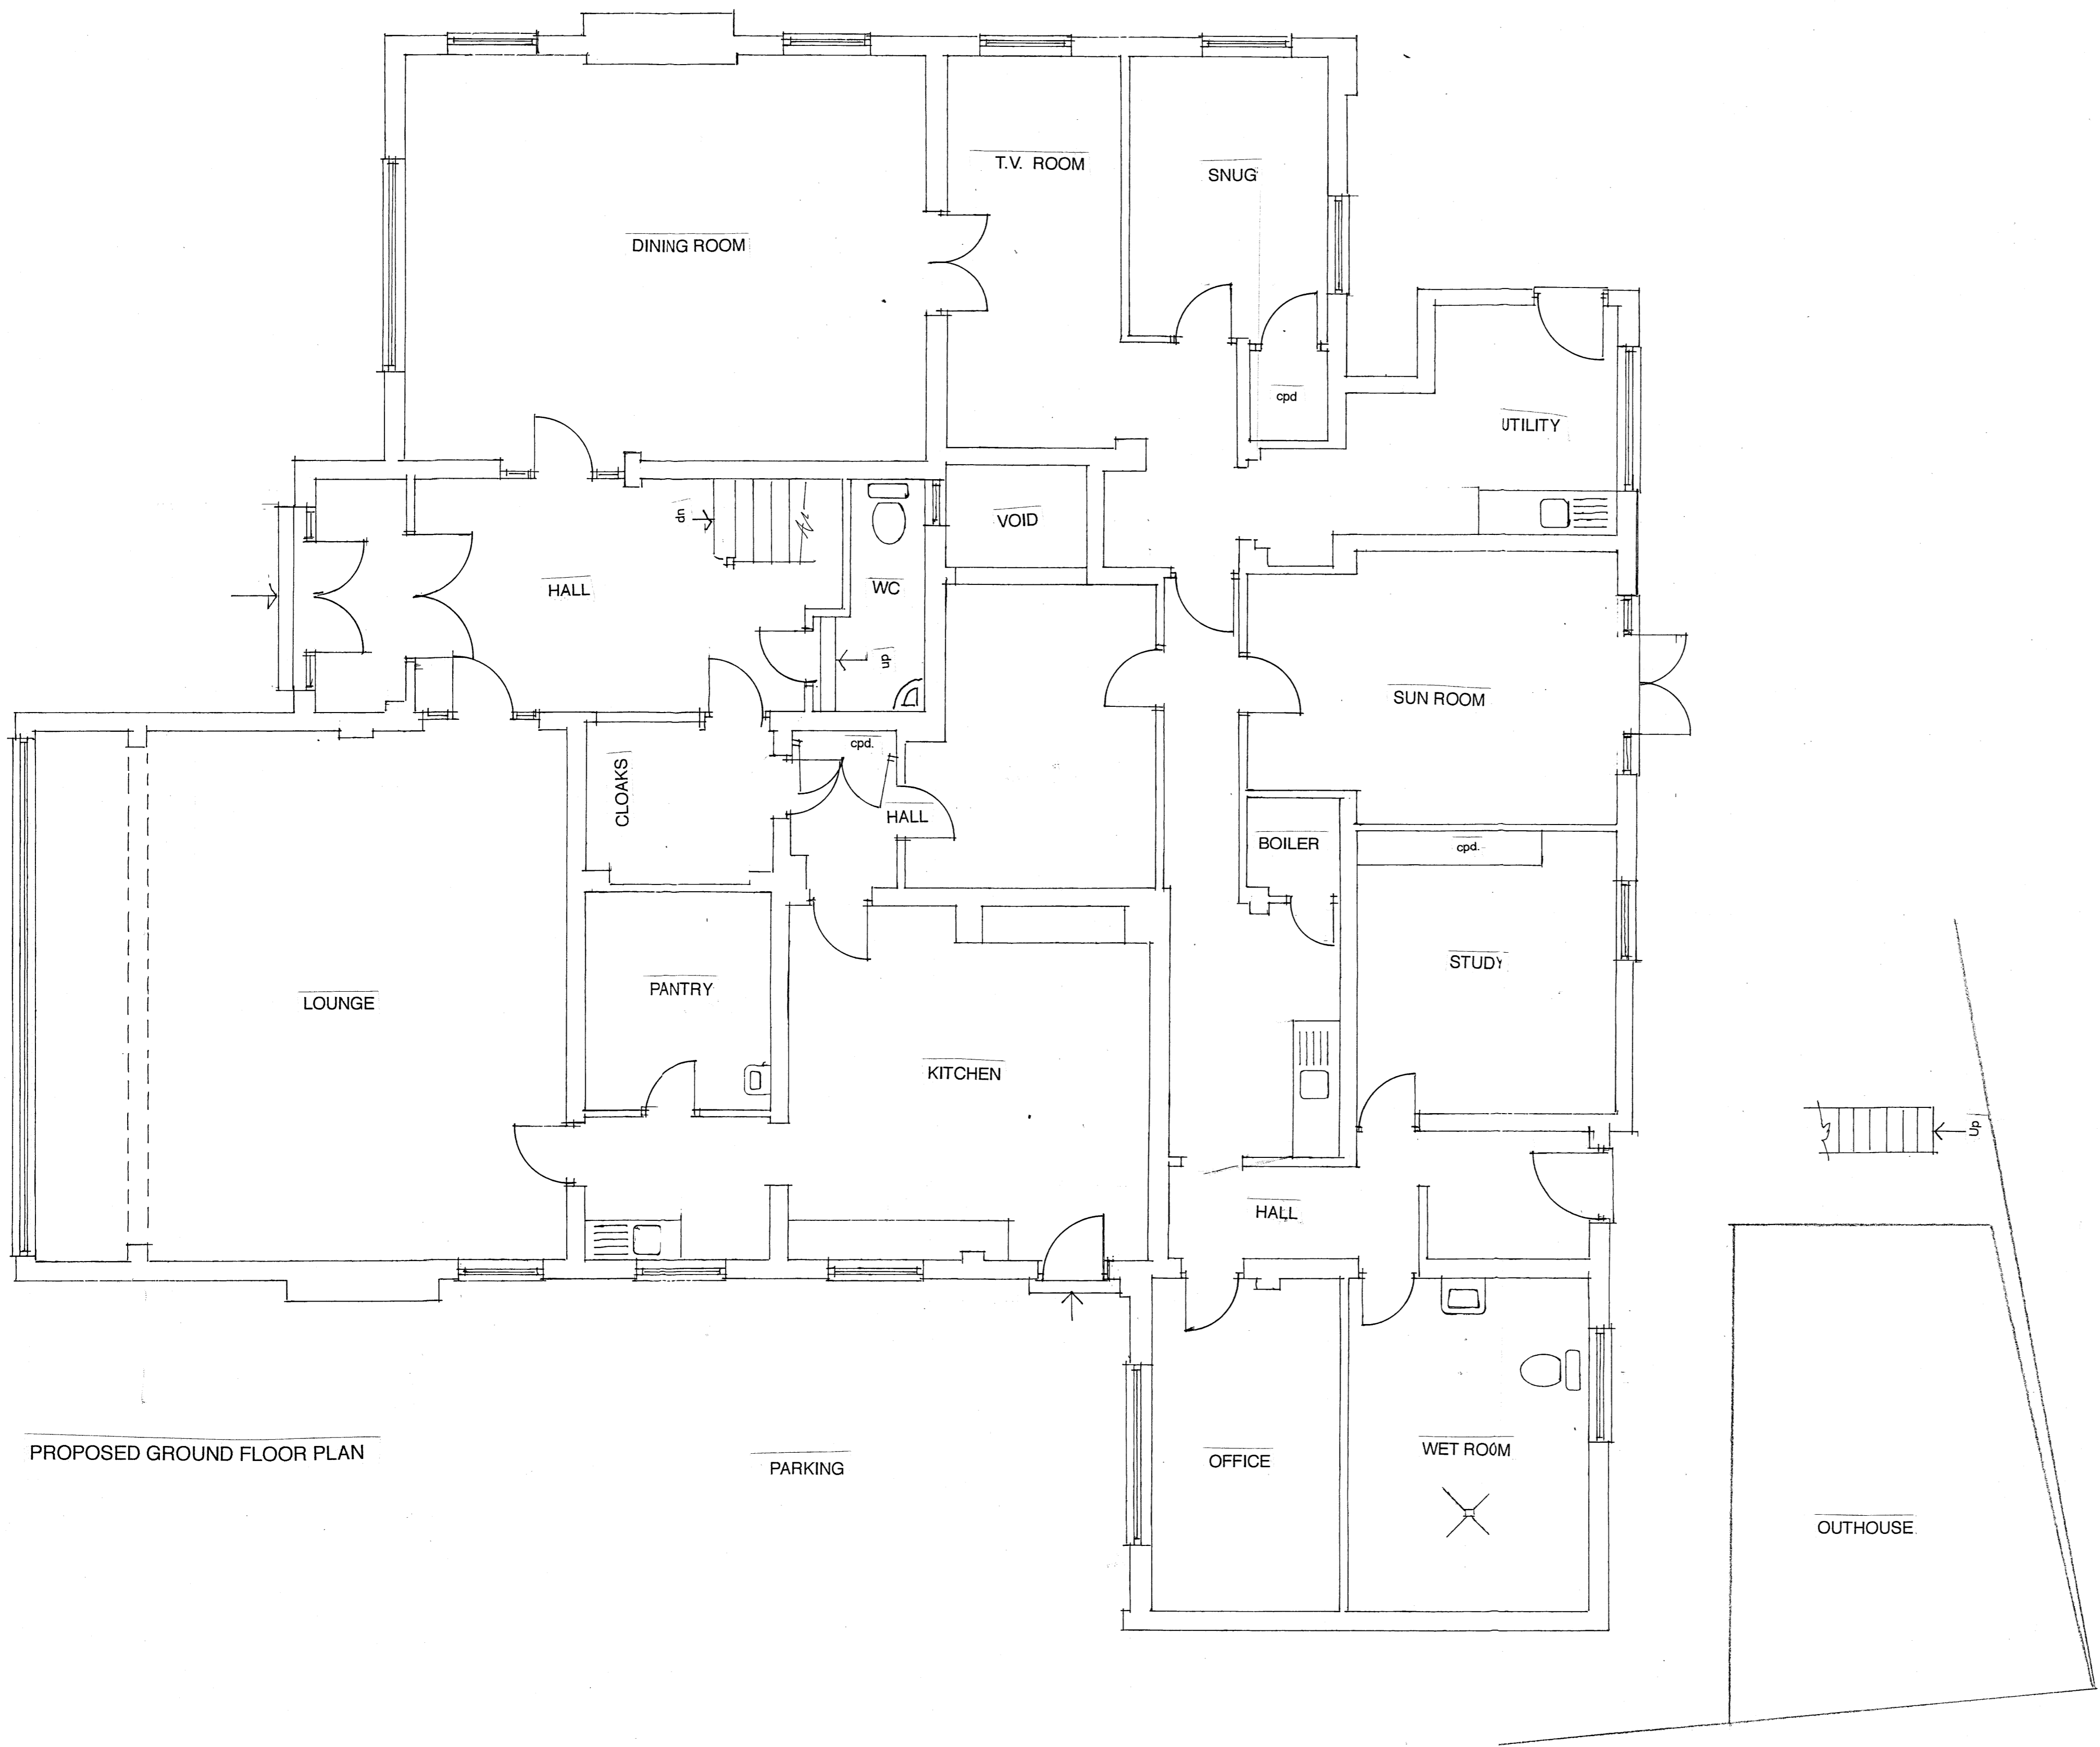 T.V. ROOM
SNUG
DINING ROOM
cpd
UTILITY
dn
VOID
HALL
WC
dn
SUN ROOM
cpd.
CLOAKS
HALL
BOILER
cpd.
STUDY
PANTRY
LOUNGE
KITCHEN
Up
HALL
PROPOSED GROUND FLOOR PLAN
PARKING
OFFICE
WET ROOM
OUTHOUSE